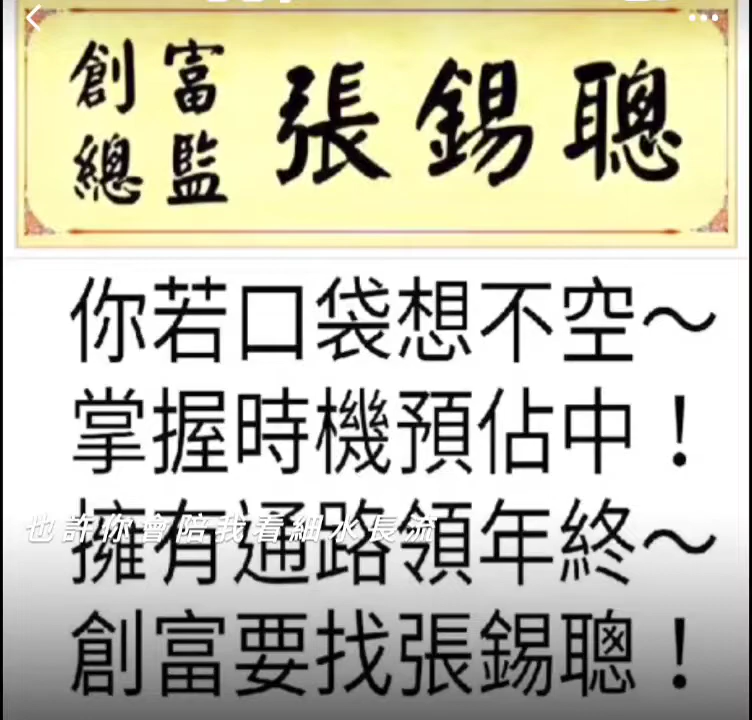 創富總監 張錫聰
你若口袋想不空～
掌握時機預佔中！
擁有通路領年終～
也許你會陪我看細水長流
創富要找張錫聰！